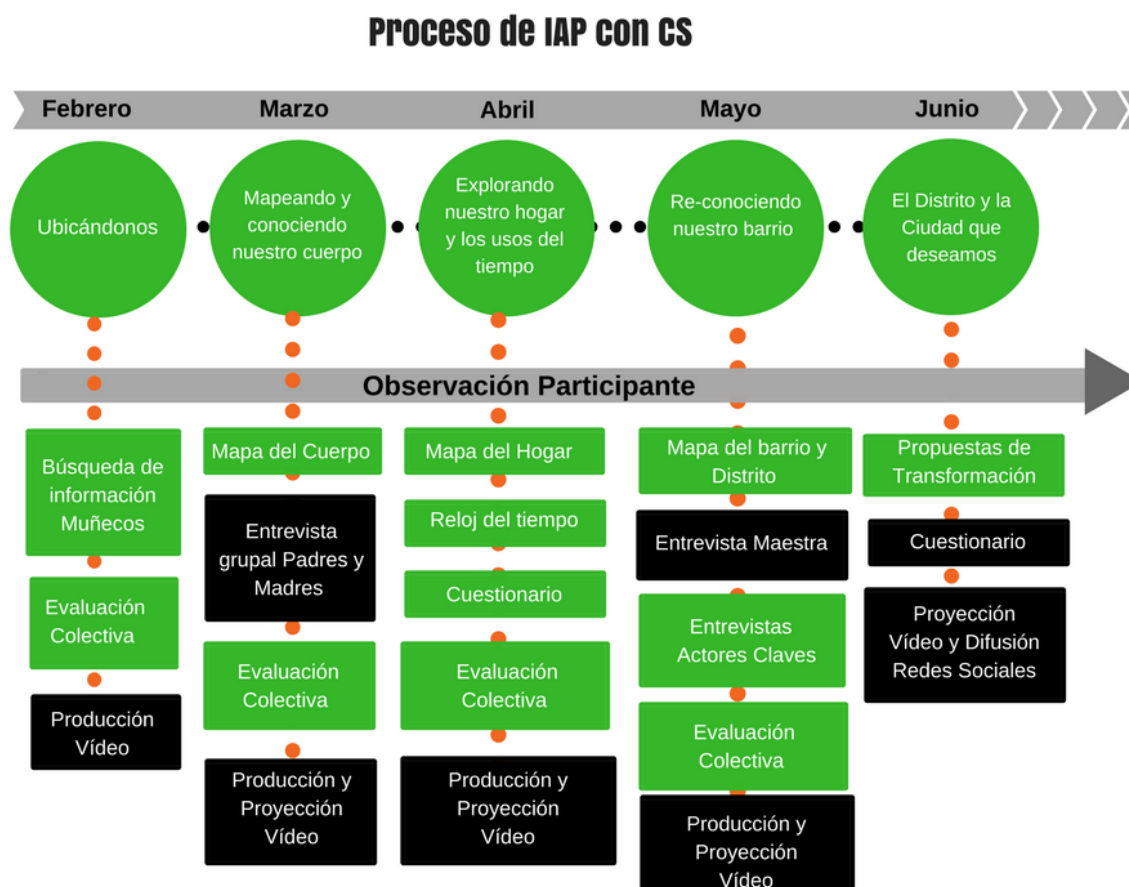 Proceso de IAP con CS
Febrero
Marzo
Abril
Mayo
Junio
Ubicándonos
Mapeando y
conociendo
nuestro cuerpo
Explorando
nuestro hogar
y los usos del
tiempo
Re-conociendo
nuestro barrio
El Distrito y la
Ciudad que
deseamos
Observación Participante
Búsqueda de
información
Muñecos
Evaluación
Colectiva
Producción
Vídeo
Mapa del Cuerpo
Entrevista
grupal Padres y
Madres
Evaluación
Colectiva
Producción y
Proyección
Vídeo
Mapa del Hogar
Reloj del tiempo
Cuestionario
Evaluación
Colectiva
Producción y
Proyección
Vídeo
Mapa del barrio y
Distrito
Entrevista Maestra
Entrevistas
Actores Claves
Evaluación
Colectiva
Producción y
Proyección
Vídeo
Propuestas de
Transformación
Cuestionario
Proyección
Vídeo y Difusión
Redes Sociales